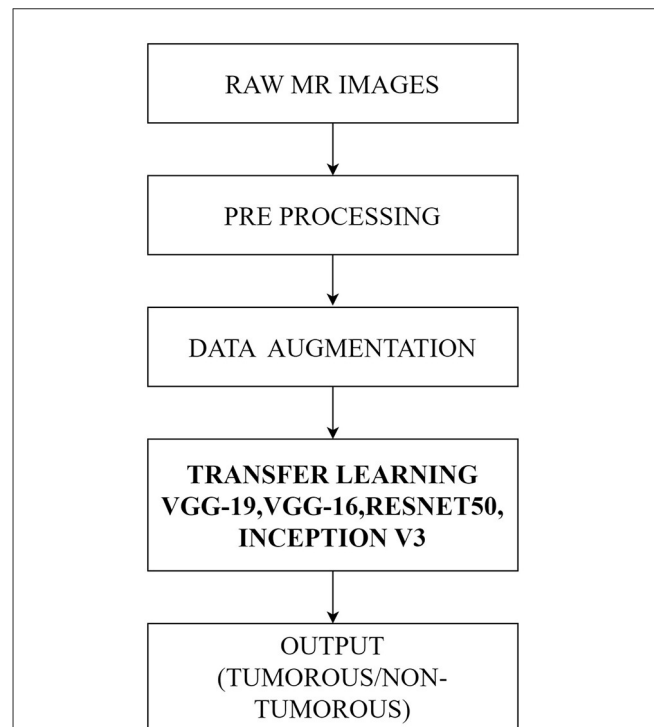 RAW MR IMAGES
PRE PROCESSING
DATA AUGMENTATION
TRANSFER LEARNING
VGG-19,VGG-16,RESNET50,
INCEPTION V3
OUTPUT
(TUMOROUS/NON-
TUMOROUS)